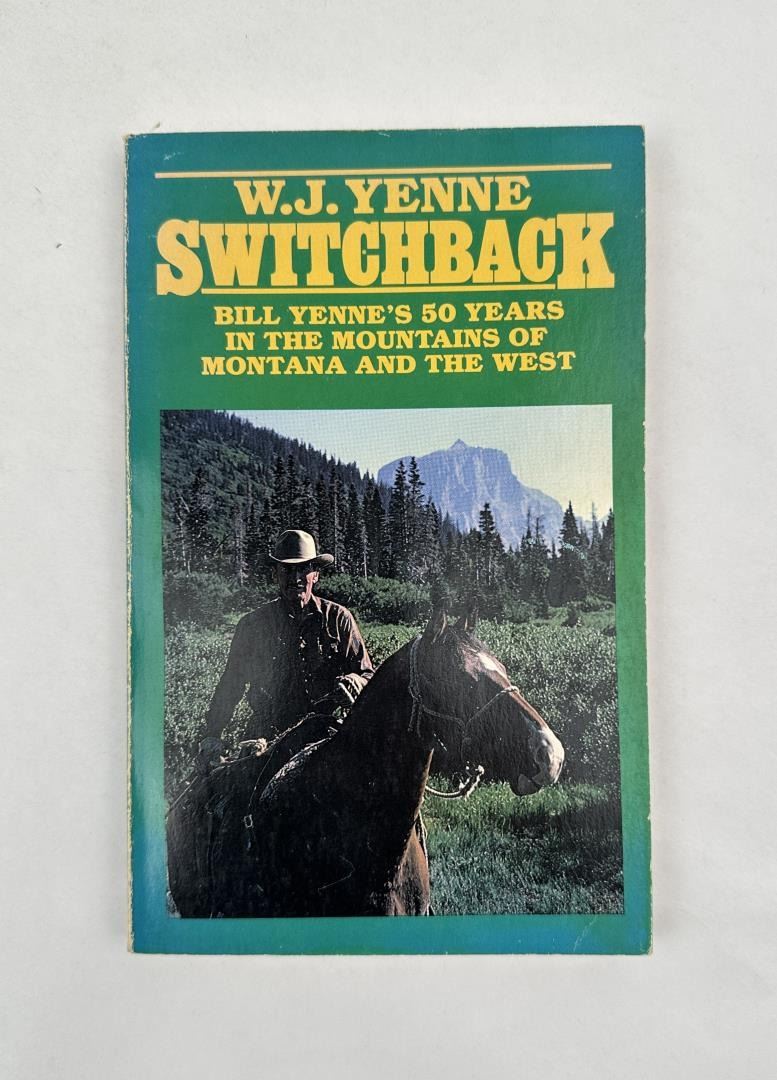 W.J. YENNE
SWITCHBACK
BILL YENNE'S 50 YEARS
IN THE MOUNTAINS OF
MONTANA AND THE WEST